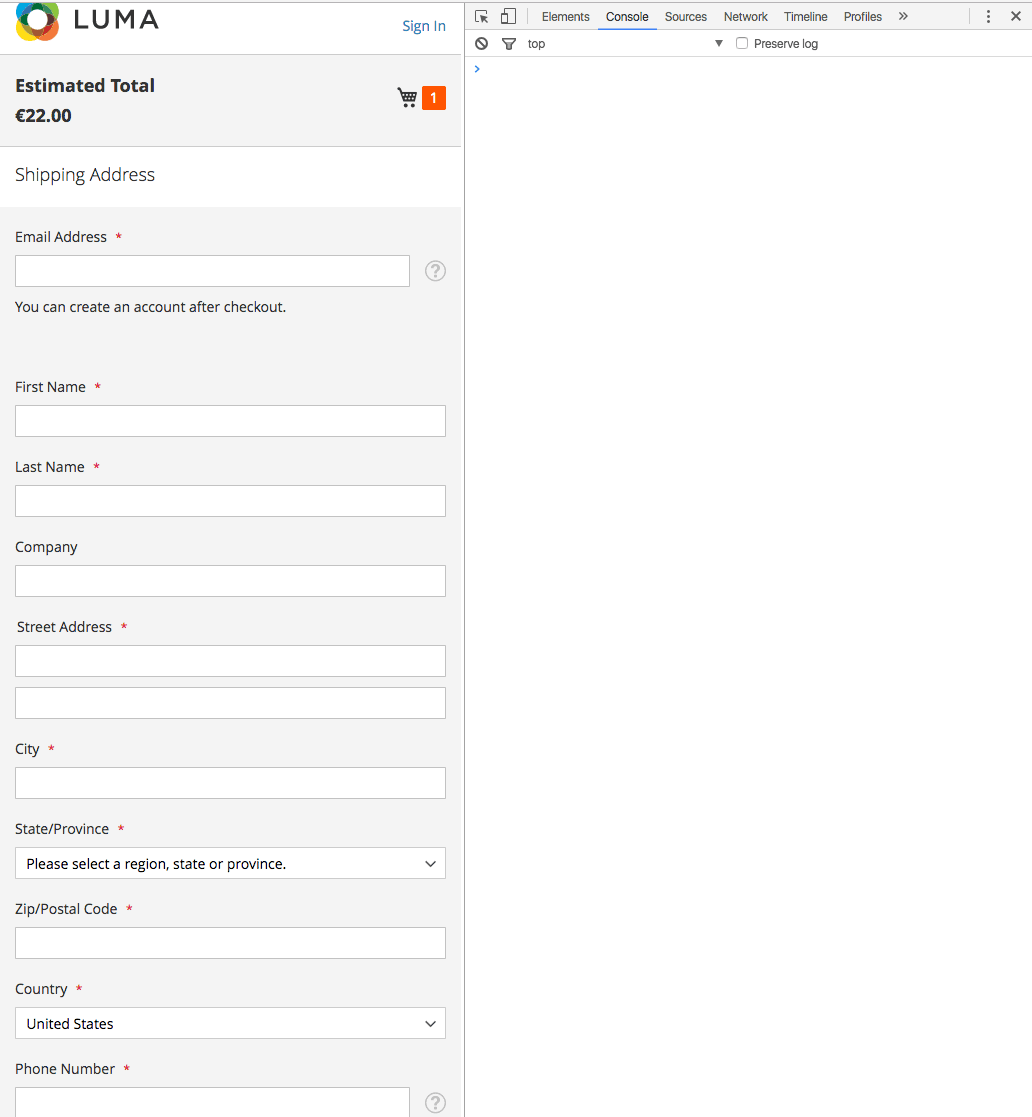 LUMA
Sign In
Estimated Total
€22.00
1
Shipping Address
Email Address *
?
You can create an account after checkout.
First Name *
Last Name *
Company
Street Address *
City *
State/Province *
Please select a region, state or province.
Zip/Postal Code *
Country *
United States
Phone Number *
?
Elements Console Sources Network Timeline Profiles »
top ▼ Preserve log
>